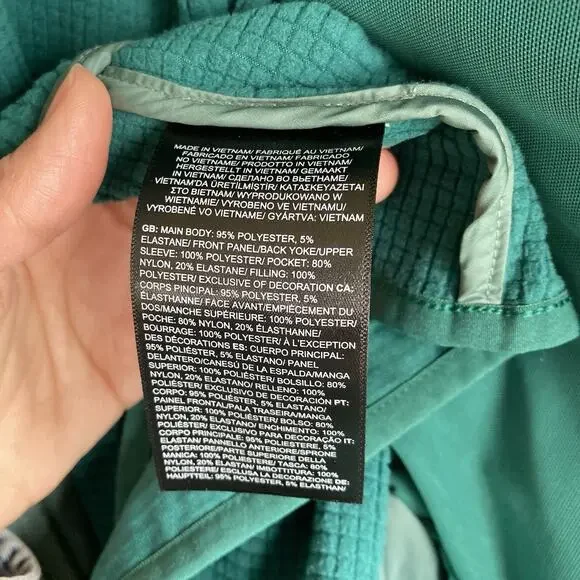 MADE IN VIETNAM/ FABRIQUÉ AU VIETNAM/
FABRICADO EN VIETNAM/ FABRICADO
NO VIETNAME/ PRODOTTO IN VIETNAM/
HERGESTELLT IN VIETNAM/ GEMAAKT
IN VIETNAM/ СДЕЛАНО ВО ВЬЕТНАМЕ/
VİETNAM'DA ÜRETİLMİŞTİR/ ΚΑΤΑΣΚΕΥΑΖΕΤΑΙ
ΣΤΟ ΒΙΕΤΝΑΜ/ WYPRODUKOWANO W
WIETNAMIE/ VYROBENO VE VIETNAMU/
VYROBENÉ VO VIETNAME/ GYÁRTVA: VIETNAM
GB: MAIN BODY: 95% POLYESTER, 5%
ELASTANE/ FRONT PANEL/BACK YOKE/UPPER
SLEEVE: 100% POLYESTER/ POCKET: 80%
NYLON, 20% ELASTANE/ FILLING: 100%
POLYESTER/ EXCLUSIVE OF DECORATION CA:
CORPS PINCIPAL: 95% POLYESTER, 5%
ÉLASTHANNE/ FACE AVANT/EMPIÈCEMENT DU
DOS/MANCHE SUPÉRIEURE: 100% POLYESTER/
POCHE: 80% NYLON, 20% ÉLASTHANNE/
BOURRAGE: 100% POLYESTER/ À L'EXCEPTION
DES DÉCORATIONS ES: CUERPO PRINCIPAL:
95% POLIÉSTER, 5% ELASTANO/ PANEL
DELANTERO/CANESÚ DE LA ESPALDA/MANGA
SUPERIOR: 100% POLIÉSTER/ BOLSILLO: 80%
NYLON, 20% ELASTANO/ RELLENO: 100%
POLIÉSTER/ EXCLUSIVO DE DECORACIÓN PT:
CORPO: 95% POLIÉSTER, 5% ELASTANO/
PAINEL FRONTAL/PALA TRASEIRA/MANGA
SUPERIOR: 100% POLIÉSTER/ BOLSO: 80%
NYLON, 20% ELASTANO/ ENCHIMENTO: 100%
POLIÉSTER/ EXCLUSIVO PARA DECORAÇÃO IT:
CORPO PRINCIPALE: 95% POLIESTERE, 5%
ELASTAN/ PANNELLO ANTERIORE/SPRONE
POSTERIORE/PARTE SUPERIORE DELLA
MANICA: 100% POLIESTERE/ TASCA: 80%
NYLON, 20% ELASTAN/ IMBOTTITURA: 100%
POLIESTERE/ ESCLUSA LA DECORAZIONE DE:
HAUPTTEIL: 95% POLYESTER, 5% ELASTHAN/